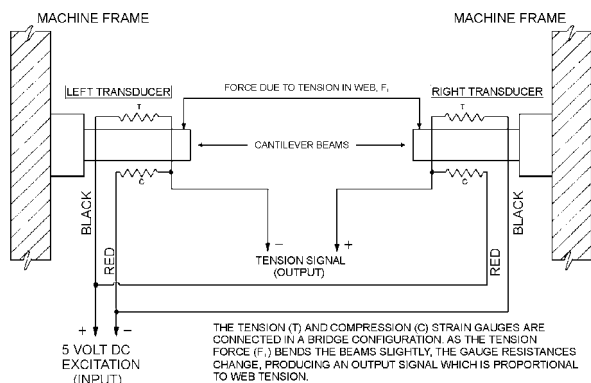 MACHINE FRAME
MACHINE FRAME
LEFT TRANSDUCER
FORCE DUE TO TENSION IN WEB, F,
RIGHT TRANSDUCER
T
T
CANTILEVER BEAMS
C
C
BLACK
RED
RED
BLACK
− +
TENSION SIGNAL
(OUTPUT)
+ −
5 VOLT DC
EXCITATION
(INPUT)
THE TENSION (T) AND COMPRESSION (C) STRAIN GAUGES ARE
CONNECTED IN A BRIDGE CONFIGURATION. AS THE TENSION
FORCE (F,) BENDS THE BEAMS SLIGHTLY, THE GAUGE RESISTANCES
CHANGE, PRODUCING AN OUTPUT SIGNAL WHICH IS PROPORTIONAL
TO WEB TENSION.